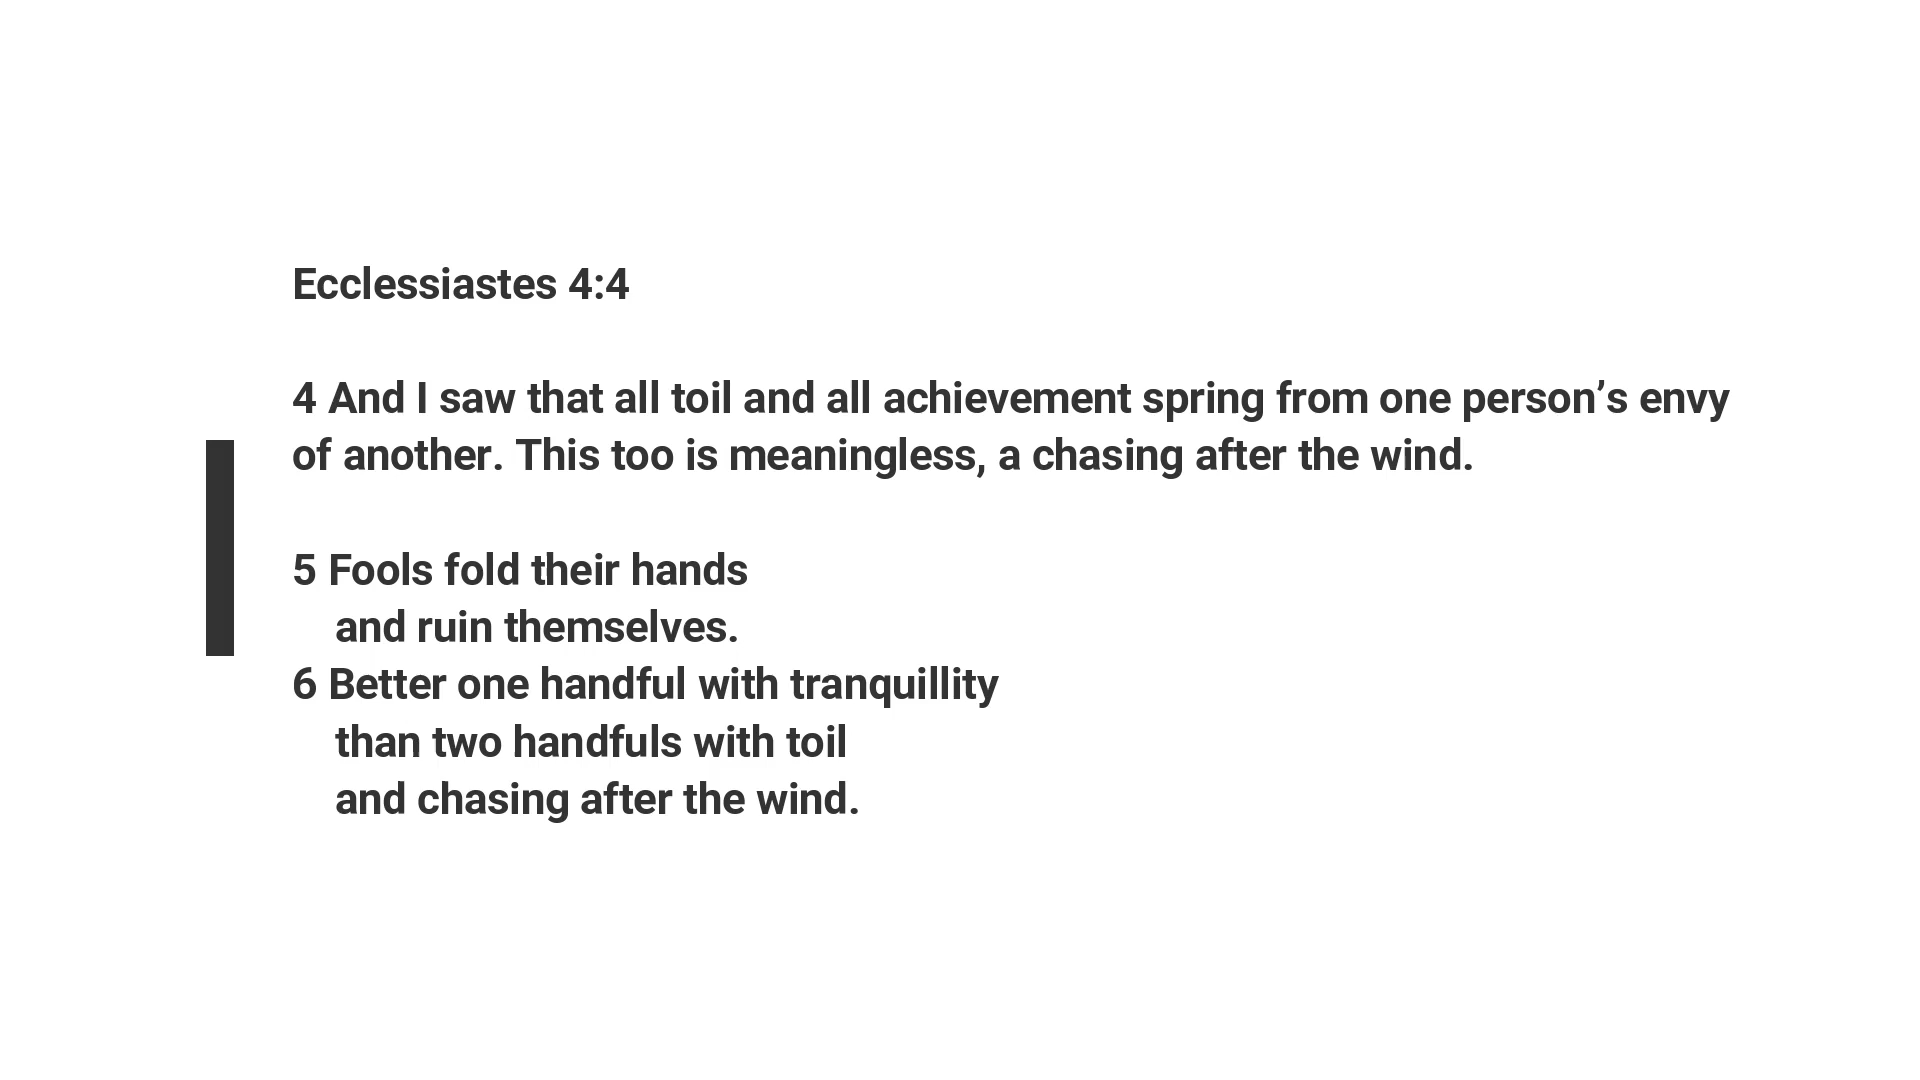 Ecclessiastes 4:4
4 And I saw that all toil and all achievement spring from one person’s envy
of another. This too is meaningless, a chasing after the wind.
5 Fools fold their hands
and ruin themselves.
6 Better one handful with tranquillity
than two handfuls with toil
and chasing after the wind.